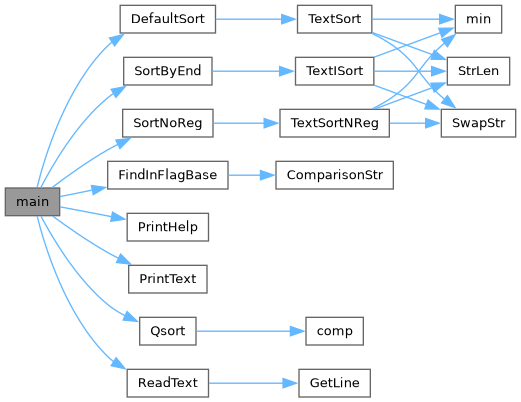 DefaultSort
TextSort
min
SortByEnd
TextISort
StrLen
SortNoReg
TextSortNReg
SwapStr
FindInFlagBase
ComparisonStr
main
PrintHelp
PrintText
Qsort
comp
ReadText
GetLine